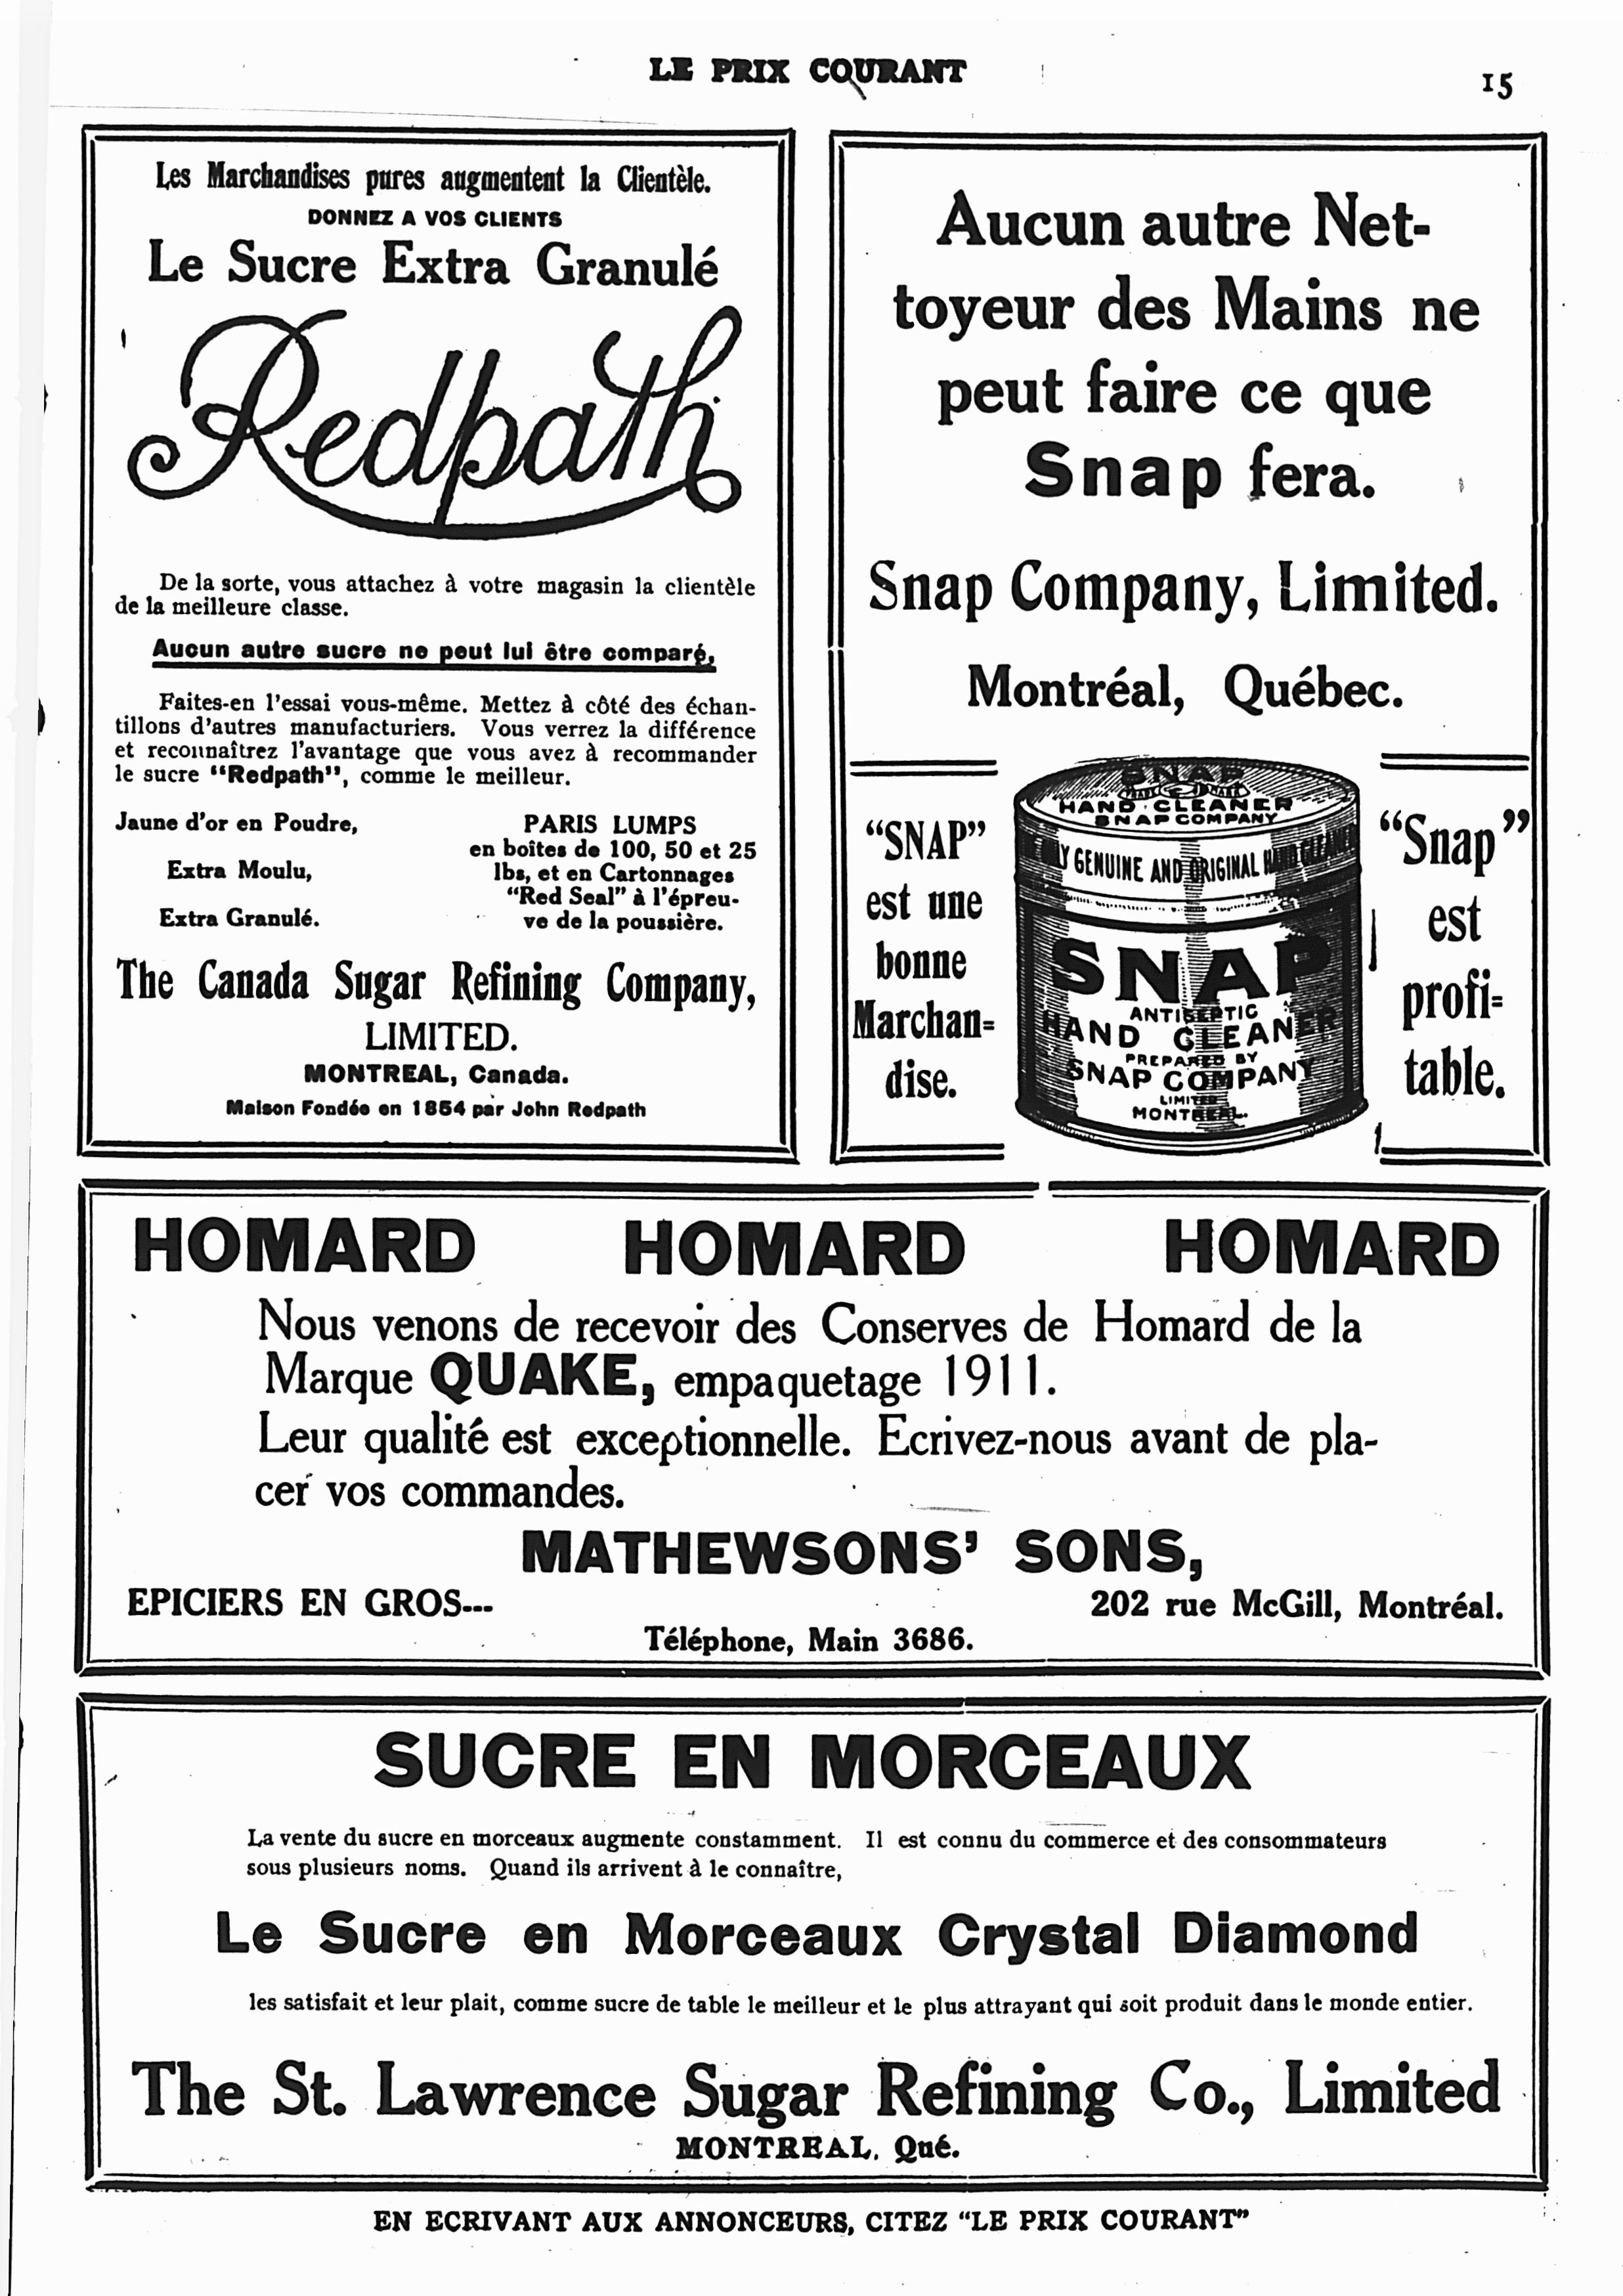 LE PRIX COURANT
15
Les Marchandises pures augmentent la Clientèle.
DONNEZ A VOS CLIENTS
Le Sucre Extra Granulé
Redpath
De la sorte, vous attachez à votre magasin la clientèle
de la meilleure classe.
Aucun autre sucre ne peut lui être comparé,
Faites-en l'essai vous-même. Mettez à côté des échan-
tillons d'autres manufacturiers. Vous verrez la différence
et reconnaîtrez l'avantage que vous avez à recommander
le sucre "Redpath", comme le meilleur.
Jaune d'or en Poudre,
Extra Moulu,
Extra Granulé.
PARIS LUMPS
en boîtes de 100, 50 et 25
lbs, et en Cartonnages
"Red Seal" à l'épreu-
ve de la poussière.
The Canada Sugar Refining Company,
LIMITED.
MONTREAL, Canada.
Maison Fondée en 1854 par John Redpath
Aucun autre Net-
toyeur des Mains ne
peut faire ce que
Snap fera.
Snap Company, Limited.
Montréal, Québec.
"SNAP"
est une
bonne
Marchan-
dise.
SNAP
TRADE MARK
HAND CLEANER
SNAP COMPANY
GENUINE AND ORIGINAL HAND CLEANER
SNAP
ANTISEPTIC
HAND CLEANER
PREPARED BY
SNAP COMPANY
LIMITED
MONTREAL.
"Snap"
est
profi-
table.
HOMARD HOMARD HOMARD
Nous venons de recevoir des Conserves de Homard de la
Marque QUAKE, empaquetage 1911.
Leur qualité est exceptionnelle. Ecrivez-nous avant de pla-
cer vos commandes.
MATHEWSONS' SONS,
EPICIERS EN GROS--- 202 rue McGill, Montréal.
Téléphone, Main 3686.
SUCRE EN MORCEAUX
La vente du sucre en morceaux augmente constamment. Il est connu du commerce et des consommateurs
sous plusieurs noms. Quand ils arrivent à le connaître,
Le Sucre en Morceaux Crystal Diamond
les satisfait et leur plait, comme sucre de table le meilleur et le plus attrayant qui soit produit dans le monde entier.
The St. Lawrence Sugar Refining Co., Limited
MONTREAL, Qué.
EN ECRIVANT AUX ANNONCEURS, CITEZ "LE PRIX COURANT"